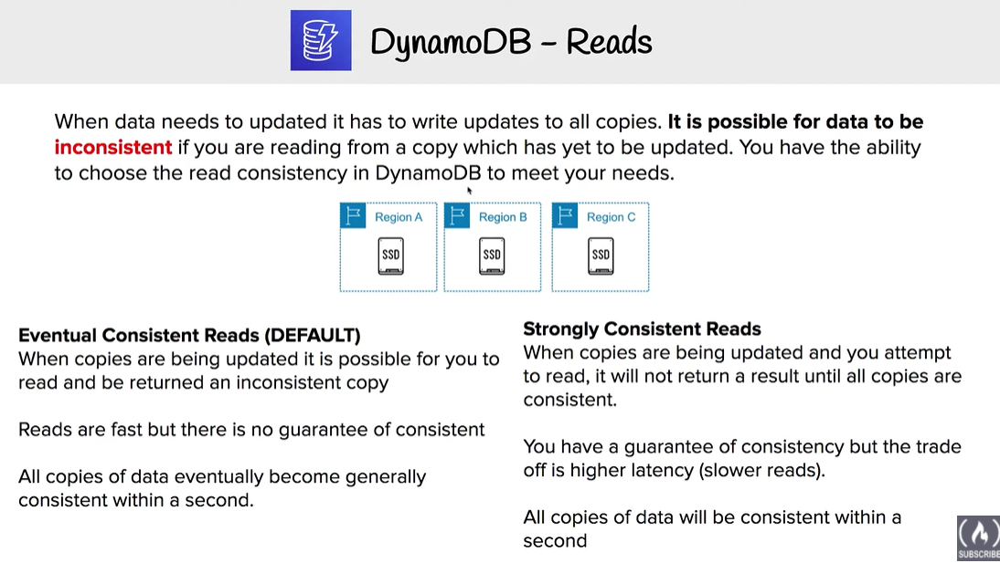 DynamoDB – Reads
When data needs to updated it has to write updates to all copies. It is possible for data to be
inconsistent if you are reading from a copy which has yet to be updated. You have the ability
to choose the read consistency in DynamoDB to meet your needs.
Region A
Region B
Region C
SSD
SSD
SSD
Eventual Consistent Reads (DEFAULT)
When copies are being updated it is possible for you to
read and be returned an inconsistent copy
Reads are fast but there is no guarantee of consistent
All copies of data eventually become generally
consistent within a second.
Strongly Consistent Reads
When copies are being updated and you attempt
to read, it will not return a result until all copies are
consistent.
You have a guarantee of consistency but the trade
off is higher latency (slower reads).
All copies of data will be consistent within a
second
SUBSCRIBE